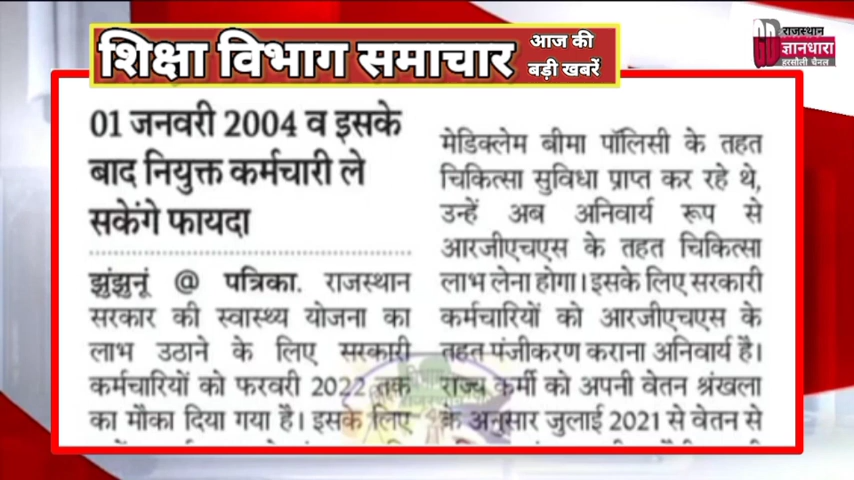 शिक्षा विभाग समाचार
आज की
बड़ी खबरें
राजस्थान
ज्ञानधारा
हरसौली चैनल
01 जनवरी 2004 व इसके
बाद नियुक्त कर्मचारी ले
सकेंगे फायदा
झुंझुनूं @ पत्रिका. राजस्थान
सरकार की स्वास्थ्य योजना का
लाभ उठाने के लिए सरकारी
कर्मचारियों को फरवरी 2022 तक
का मौका दिया गया है। इसके लिए
मेडिक्लेम बीमा पॉलिसी के तहत
चिकित्सा सुविधा प्राप्त कर रहे थे,
उन्हें अब अनिवार्य रूप से
आरजीएचएस के तहत चिकित्सा
लाभ लेना होगा। इसके लिए सरकारी
कर्मचारियों को आरजीएचएस के
तहत पंजीकरण कराना अनिवार्य है।
राज्य कर्मी को अपनी वेतन श्रंखला
के अनुसार जुलाई 2021 से वेतन से